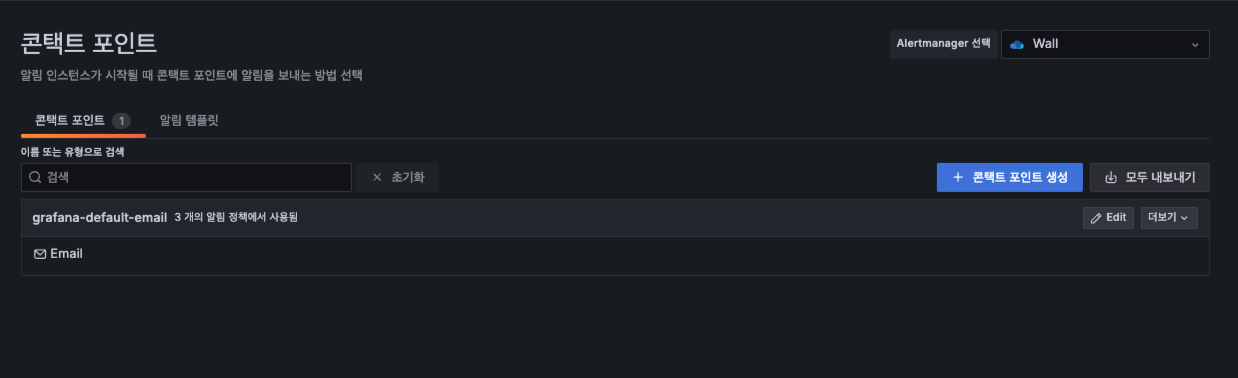 콘택트 포인트
Alertmanager 선택
Wall
알림 인스턴스가 시작될 때 콘택트 포인트에 알림을 보내는 방법 선택
콘택트 포인트 1
알림 템플릿
이름 또는 유형으로 검색
검색
초기화
콘택트 포인트 생성
모두 내보내기
grafana-default-email 3 개의 알림 정책에서 사용됨
Edit
더보기
Email